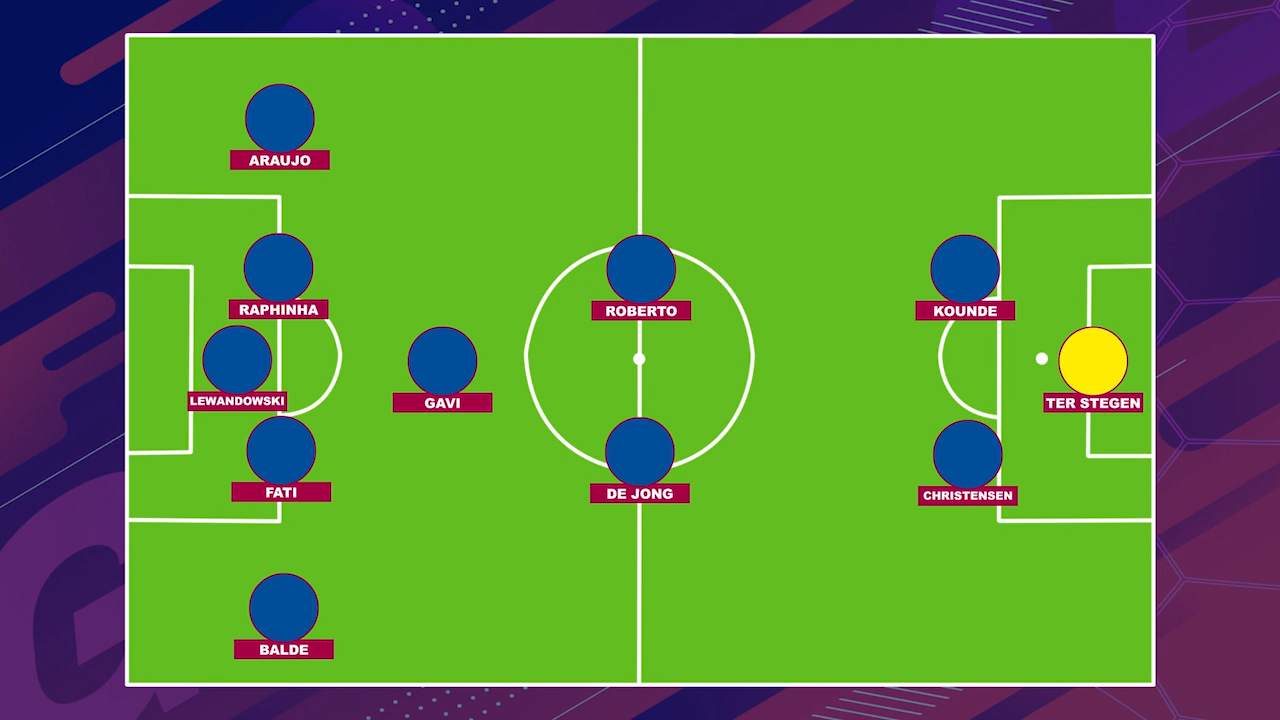 ARAUJO
RAPHINHA
KOUNDE
ROBERTO
LEWANDOWSKI
GAVI
TER STEGEN
FATI
DE JONG
CHRISTENSEN
BALDE